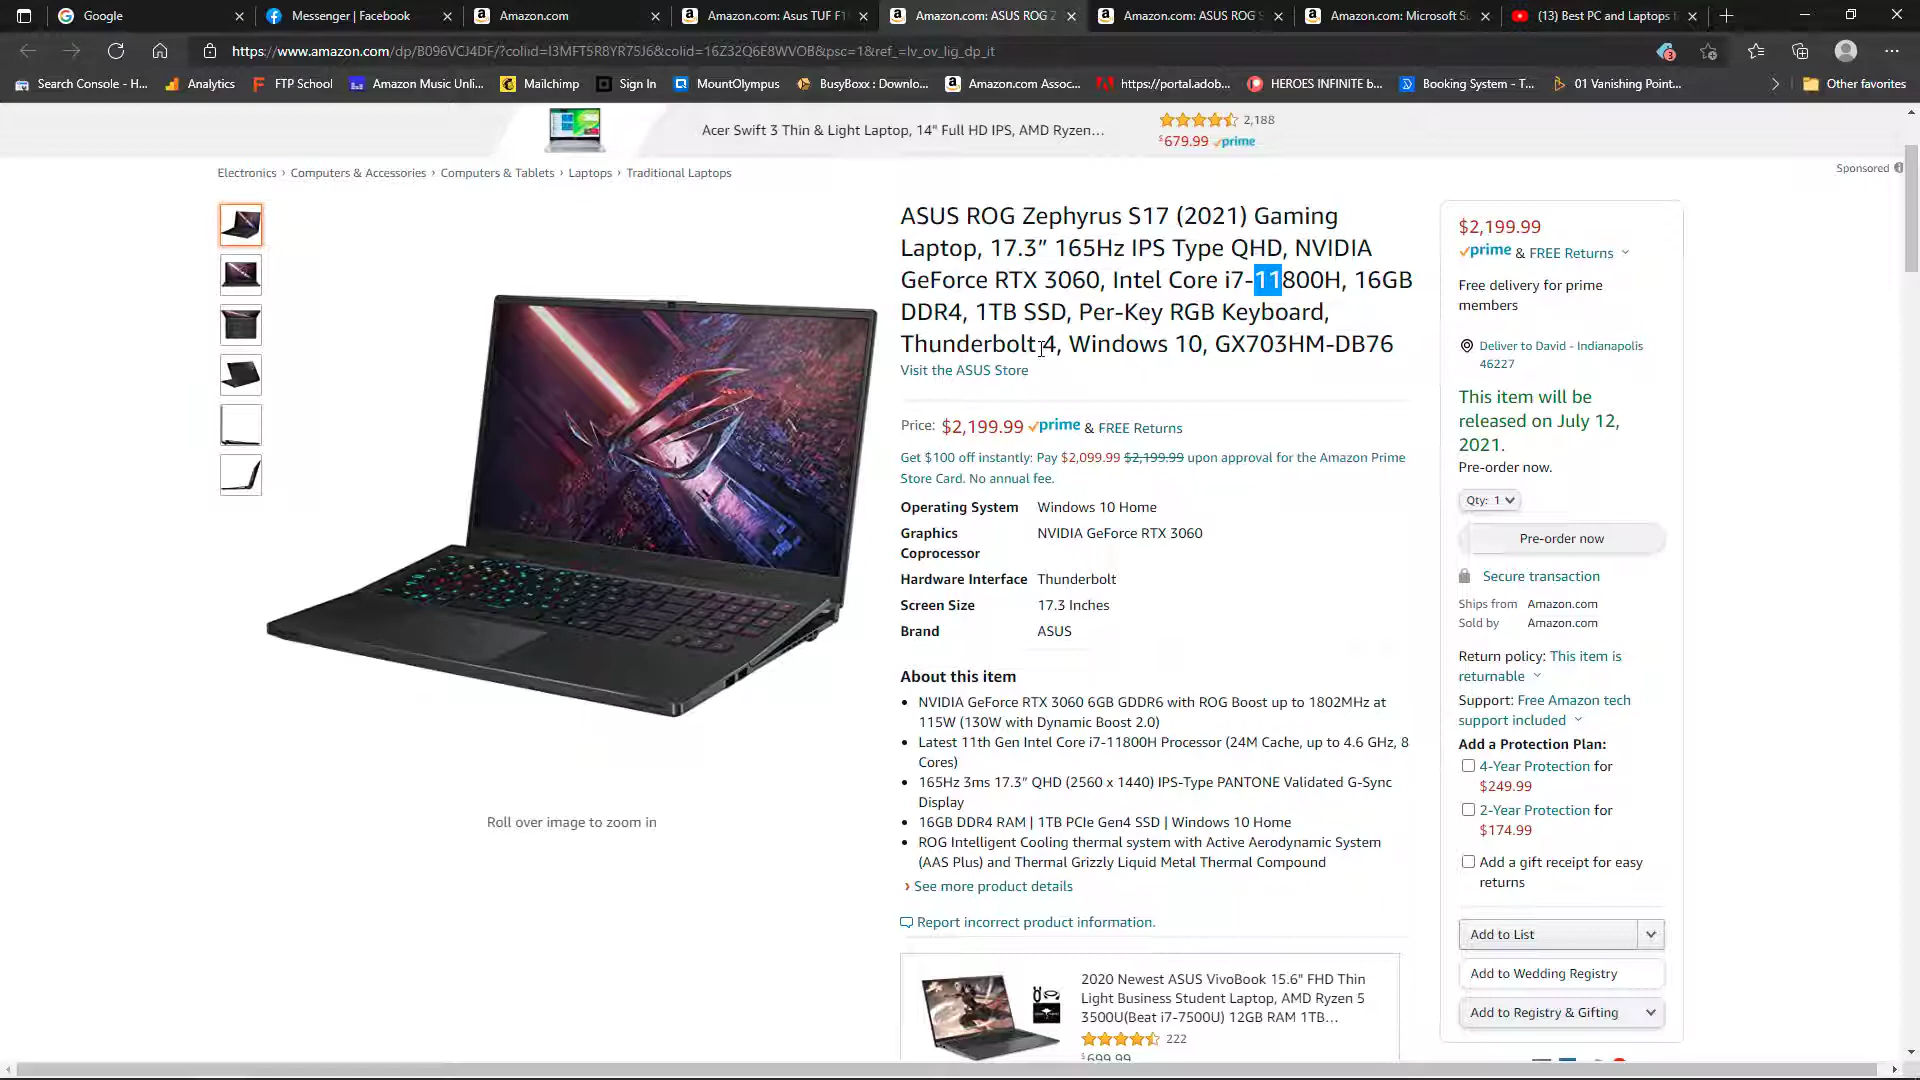 Google
Messenger | Facebook
Amazon.com
Amazon.com: Asus TUF F1
Amazon.com: ASUS ROG Z
Amazon.com: ASUS ROG S
Amazon.com: Microsoft Su
(13) Best PC and Laptops f
https://www.amazon.com/dp/B096VCJ4DF/?coliid=I3MFT5R8YR75J6&colid=16Z32Q6E8WVOB&psc=1&ref_=lv_ov_lig_dp_it
3
Search Console - H...
Analytics
FTP School
Amazon Music Unli...
Mailchimp
Sign In
MountOlympus
BusyBoxx : Downlo...
Amazon.com Assoc...
https://portal.adob...
HEROES INFINITE b...
Booking System - T...
01 Vanishing Point...
Other favorites
Acer Swift 3 Thin & Light Laptop, 14" Full HD IPS, AMD Ryzen...
2,188
$679.99 prime
Sponsored
Electronics › Computers & Accessories › Computers & Tablets › Laptops › Traditional Laptops
Roll over image to zoom in
ASUS ROG Zephyrus S17 (2021) Gaming
Laptop, 17.3” 165Hz IPS Type QHD, NVIDIA
GeForce RTX 3060, Intel Core i7-11800H, 16GB
DDR4, 1TB SSD, Per-Key RGB Keyboard,
Thunderbolt 4, Windows 10, GX703HM-DB76
Visit the ASUS Store
Price: $2,199.99 prime & FREE Returns
Get $100 off instantly: Pay $2,099.99 $2,199.99 upon approval for the Amazon Prime
Store Card. No annual fee.
Operating System Windows 10 Home
Graphics NVIDIA GeForce RTX 3060
Coprocessor
Hardware Interface Thunderbolt
Screen Size 17.3 Inches
Brand ASUS
About this item
NVIDIA GeForce RTX 3060 6GB GDDR6 with ROG Boost up to 1802MHz at
115W (130W with Dynamic Boost 2.0)
Latest 11th Gen Intel Core i7-11800H Processor (24M Cache, up to 4.6 GHz, 8
Cores)
165Hz 3ms 17.3” QHD (2560 x 1440) IPS-Type PANTONE Validated G-Sync
Display
16GB DDR4 RAM | 1TB PCIe Gen4 SSD | Windows 10 Home
ROG Intelligent Cooling thermal system with Active Aerodynamic System
(AAS Plus) and Thermal Grizzly Liquid Metal Thermal Compound
› See more product details
Report incorrect product information.
2020 Newest ASUS VivoBook 15.6" FHD Thin
Light Business Student Laptop, AMD Ryzen 5
3500U(Beat i7-7500U) 12GB RAM 1TB...
222
$699.99
$2,199.99
prime & FREE Returns
Free delivery for prime
members
Deliver to David - Indianapolis
46227
This item will be
released on July 12,
2021.
Pre-order now.
Qty: 1
Pre-order now
Secure transaction
Ships from Amazon.com
Sold by Amazon.com
Return policy: This item is
returnable
Support: Free Amazon tech
support included
Add a Protection Plan:
4-Year Protection for
$249.99
2-Year Protection for
$174.99
Add a gift receipt for easy
returns
Add to List
Add to Wedding Registry
Add to Registry & Gifting